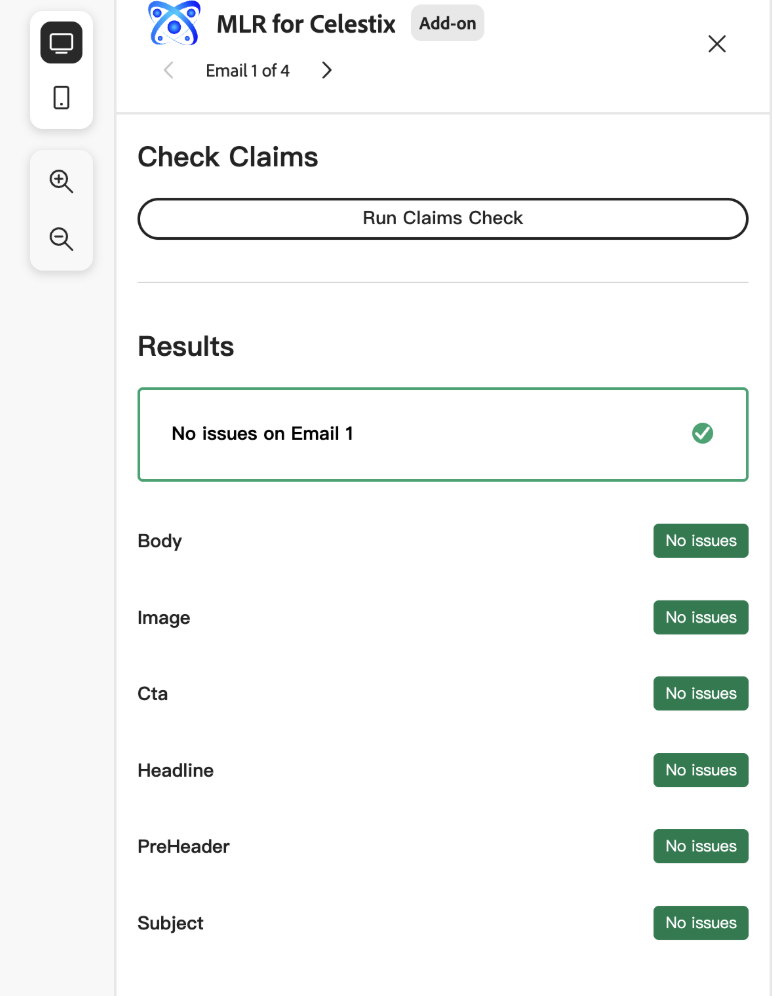 MLR for Celestix Add-on
Email 1 of 4
Check Claims
Run Claims Check
Results
No issues on Email 1
Body No issues
Image No issues
Cta No issues
Headline No issues
PreHeader No issues
Subject No issues